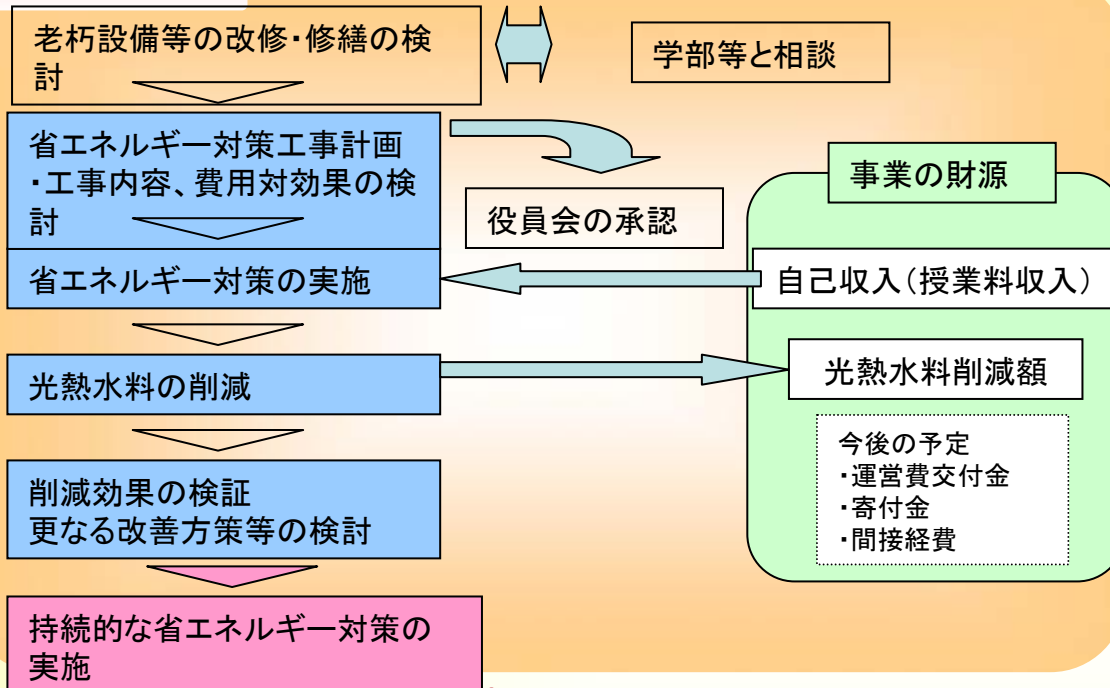 老朽設備等の改修・修繕の検
討
学部等と相談
省エネルギー対策工事計画
・工事内容、費用対効果の検
討
役員会の承認
事業の財源
省エネルギー対策の実施
自己収入（授業料収入）
光熱水料の削減
光熱水料削減額
今後の予定
・運営費交付金
・寄付金
・間接経費
削減効果の検証
更なる改善方策等の検討
持続的な省エネルギー対策の
実施